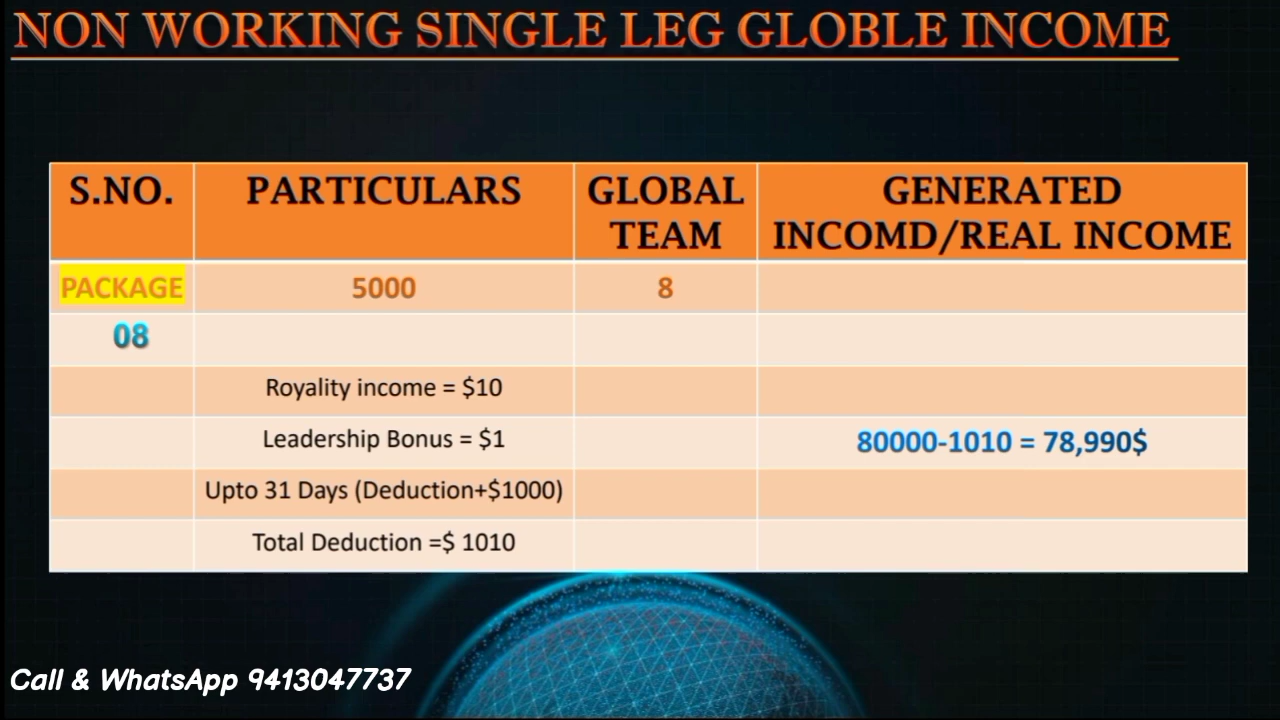 NON WORKING SINGLE LEG GLOBLE INCOME
S.NO. PARTICULARS GLOBAL TEAM GENERATED INCOMD/REAL INCOME
PACKAGE 5000 8
08
Royality income = $10
Leadership Bonus = $1 80000-1010 = 78,990$
Upto 31 Days (Deduction+$1000)
Total Deduction =$ 1010
Call & WhatsApp 9413047737